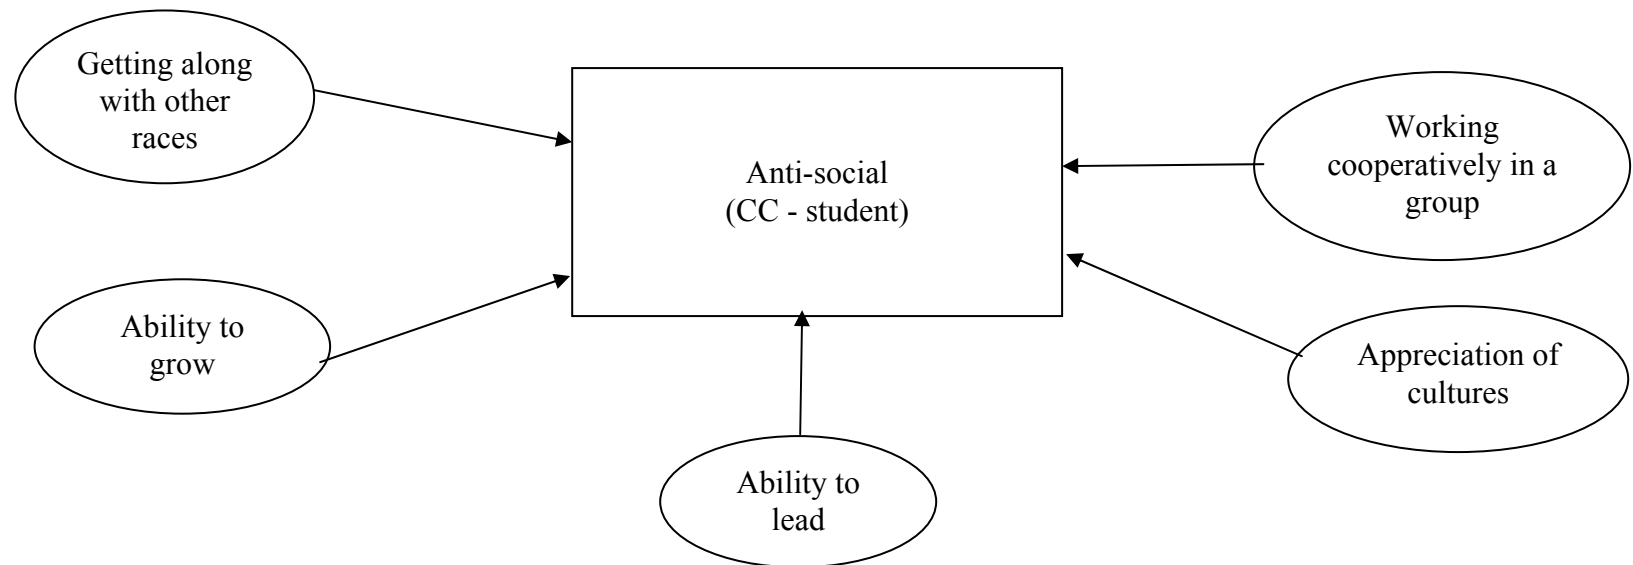 Getting along
with other
races
Anti-social
(CC - student)
Working
cooperatively in a
group
Ability to
grow
Appreciation of
cultures
Ability to
lead